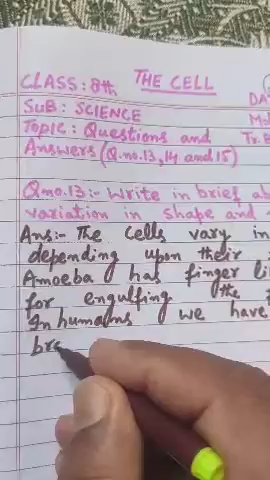 THE CELL
CLASS: 8th
DA
SUB: SCIENCE
TOPIC: Questions and
Answers (Q.no.13, 14 and 15)
Q.no.13:- Write in brief
variation in shape and
Ans:- The Cells vary in
depending upon their
Amoeba has finger
for engulfing the
In humans we have